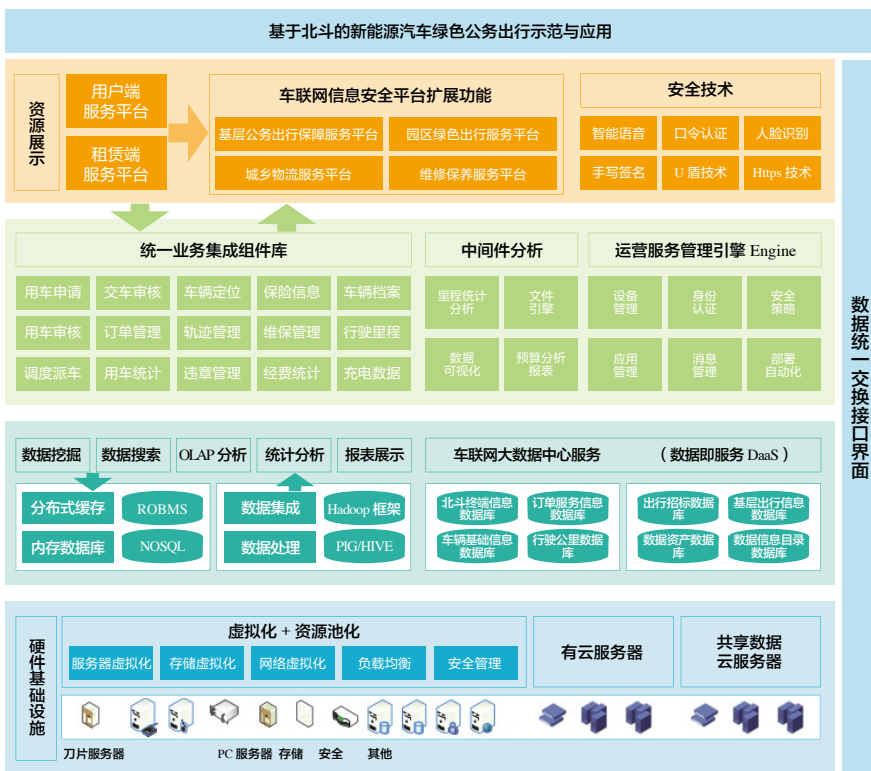 基于北斗的新能源汽车绿色公务出行示范与应用
资源展示
用户端
服务平台
租赁端
服务平台
车联网信息安全平台扩展功能
基层公务出行保障服务平台
园区绿色出行服务平台
城乡物流服务平台
维修保养服务平台
安全技术
智能语音
口令认证
人脸识别
手写签名
U 盾技术
Https 技术
统一业务集成组件库
用车申请
交车审核
车辆定位
保险信息
车辆档案
用车审核
订单管理
轨迹管理
维保管理
行驶里程
调度派车
用车统计
违章管理
经费统计
充电数据
中间件分析
里程统计
分析
文件
引擎
数据
可视化
预算分析
报表
运营服务管理引擎 Engine
设备
管理
身份
认证
安全
策略
应用
管理
消息
管理
部署
自动化
数据挖掘
数据搜索
OLAP 分析
统计分析
报表展示
分布式缓存
ROBMS
内存数据库
NOSQL
数据集成
Hadoop 框架
数据处理
PIG/HIVE
车联网大数据中心服务 （数据即服务 DaaS）
北斗终端信息
数据库
订单服务信息
数据库
车辆基础信息
数据库
行驶公里数据
库
出行招标数据
库
基层出行信息
数据库
数据资产数据
库
数据信息目录
数据库
硬件基础设施
虚拟化 + 资源池化
服务器虚拟化
存储虚拟化
网络虚拟化
负载均衡
安全管理
有云服务器
共享数据
云服务器
刀片服务器
PC 服务器
存储
安全
其他
数据统一交换接口界面